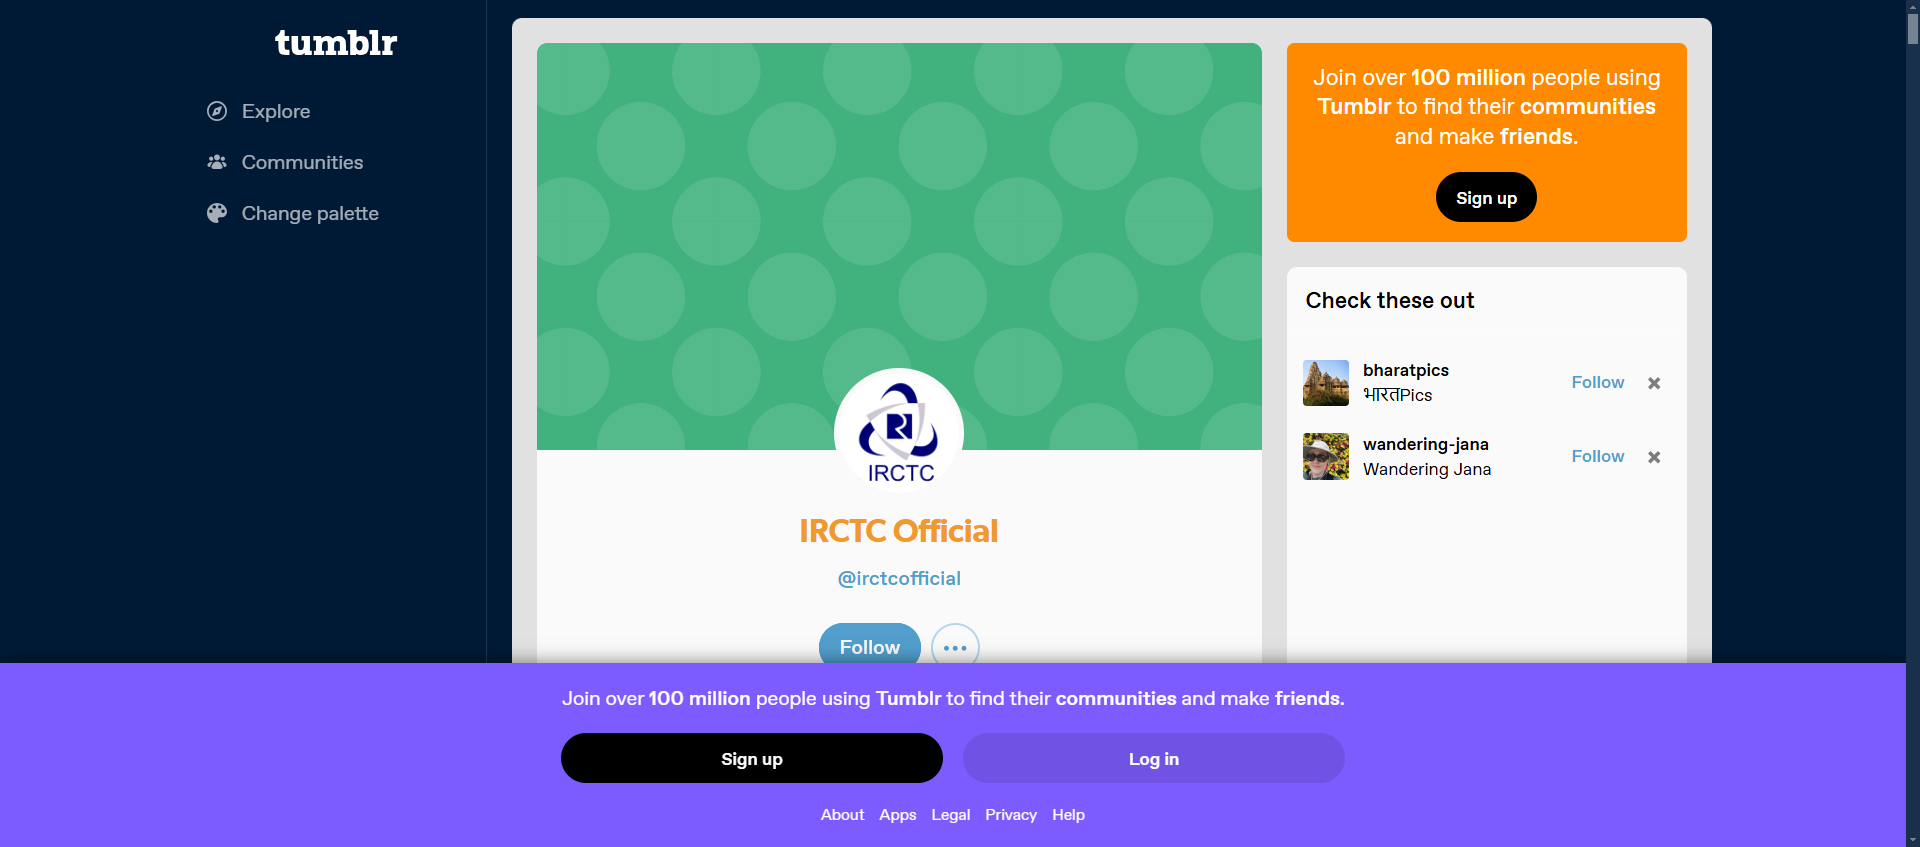 tumblr
Explore
Communities
Change palette
IRCTC
IRCTC Official
@irctcofficial
Follow
Join over 100 million people using
Tumblr to find their communities
and make friends.
Sign up
Check these out
bharatpics
भारतPics
Follow
wandering-jana
Wandering Jana
Follow
Join over 100 million people using Tumblr to find their communities and make friends.
Sign up
Log in
About Apps Legal Privacy Help